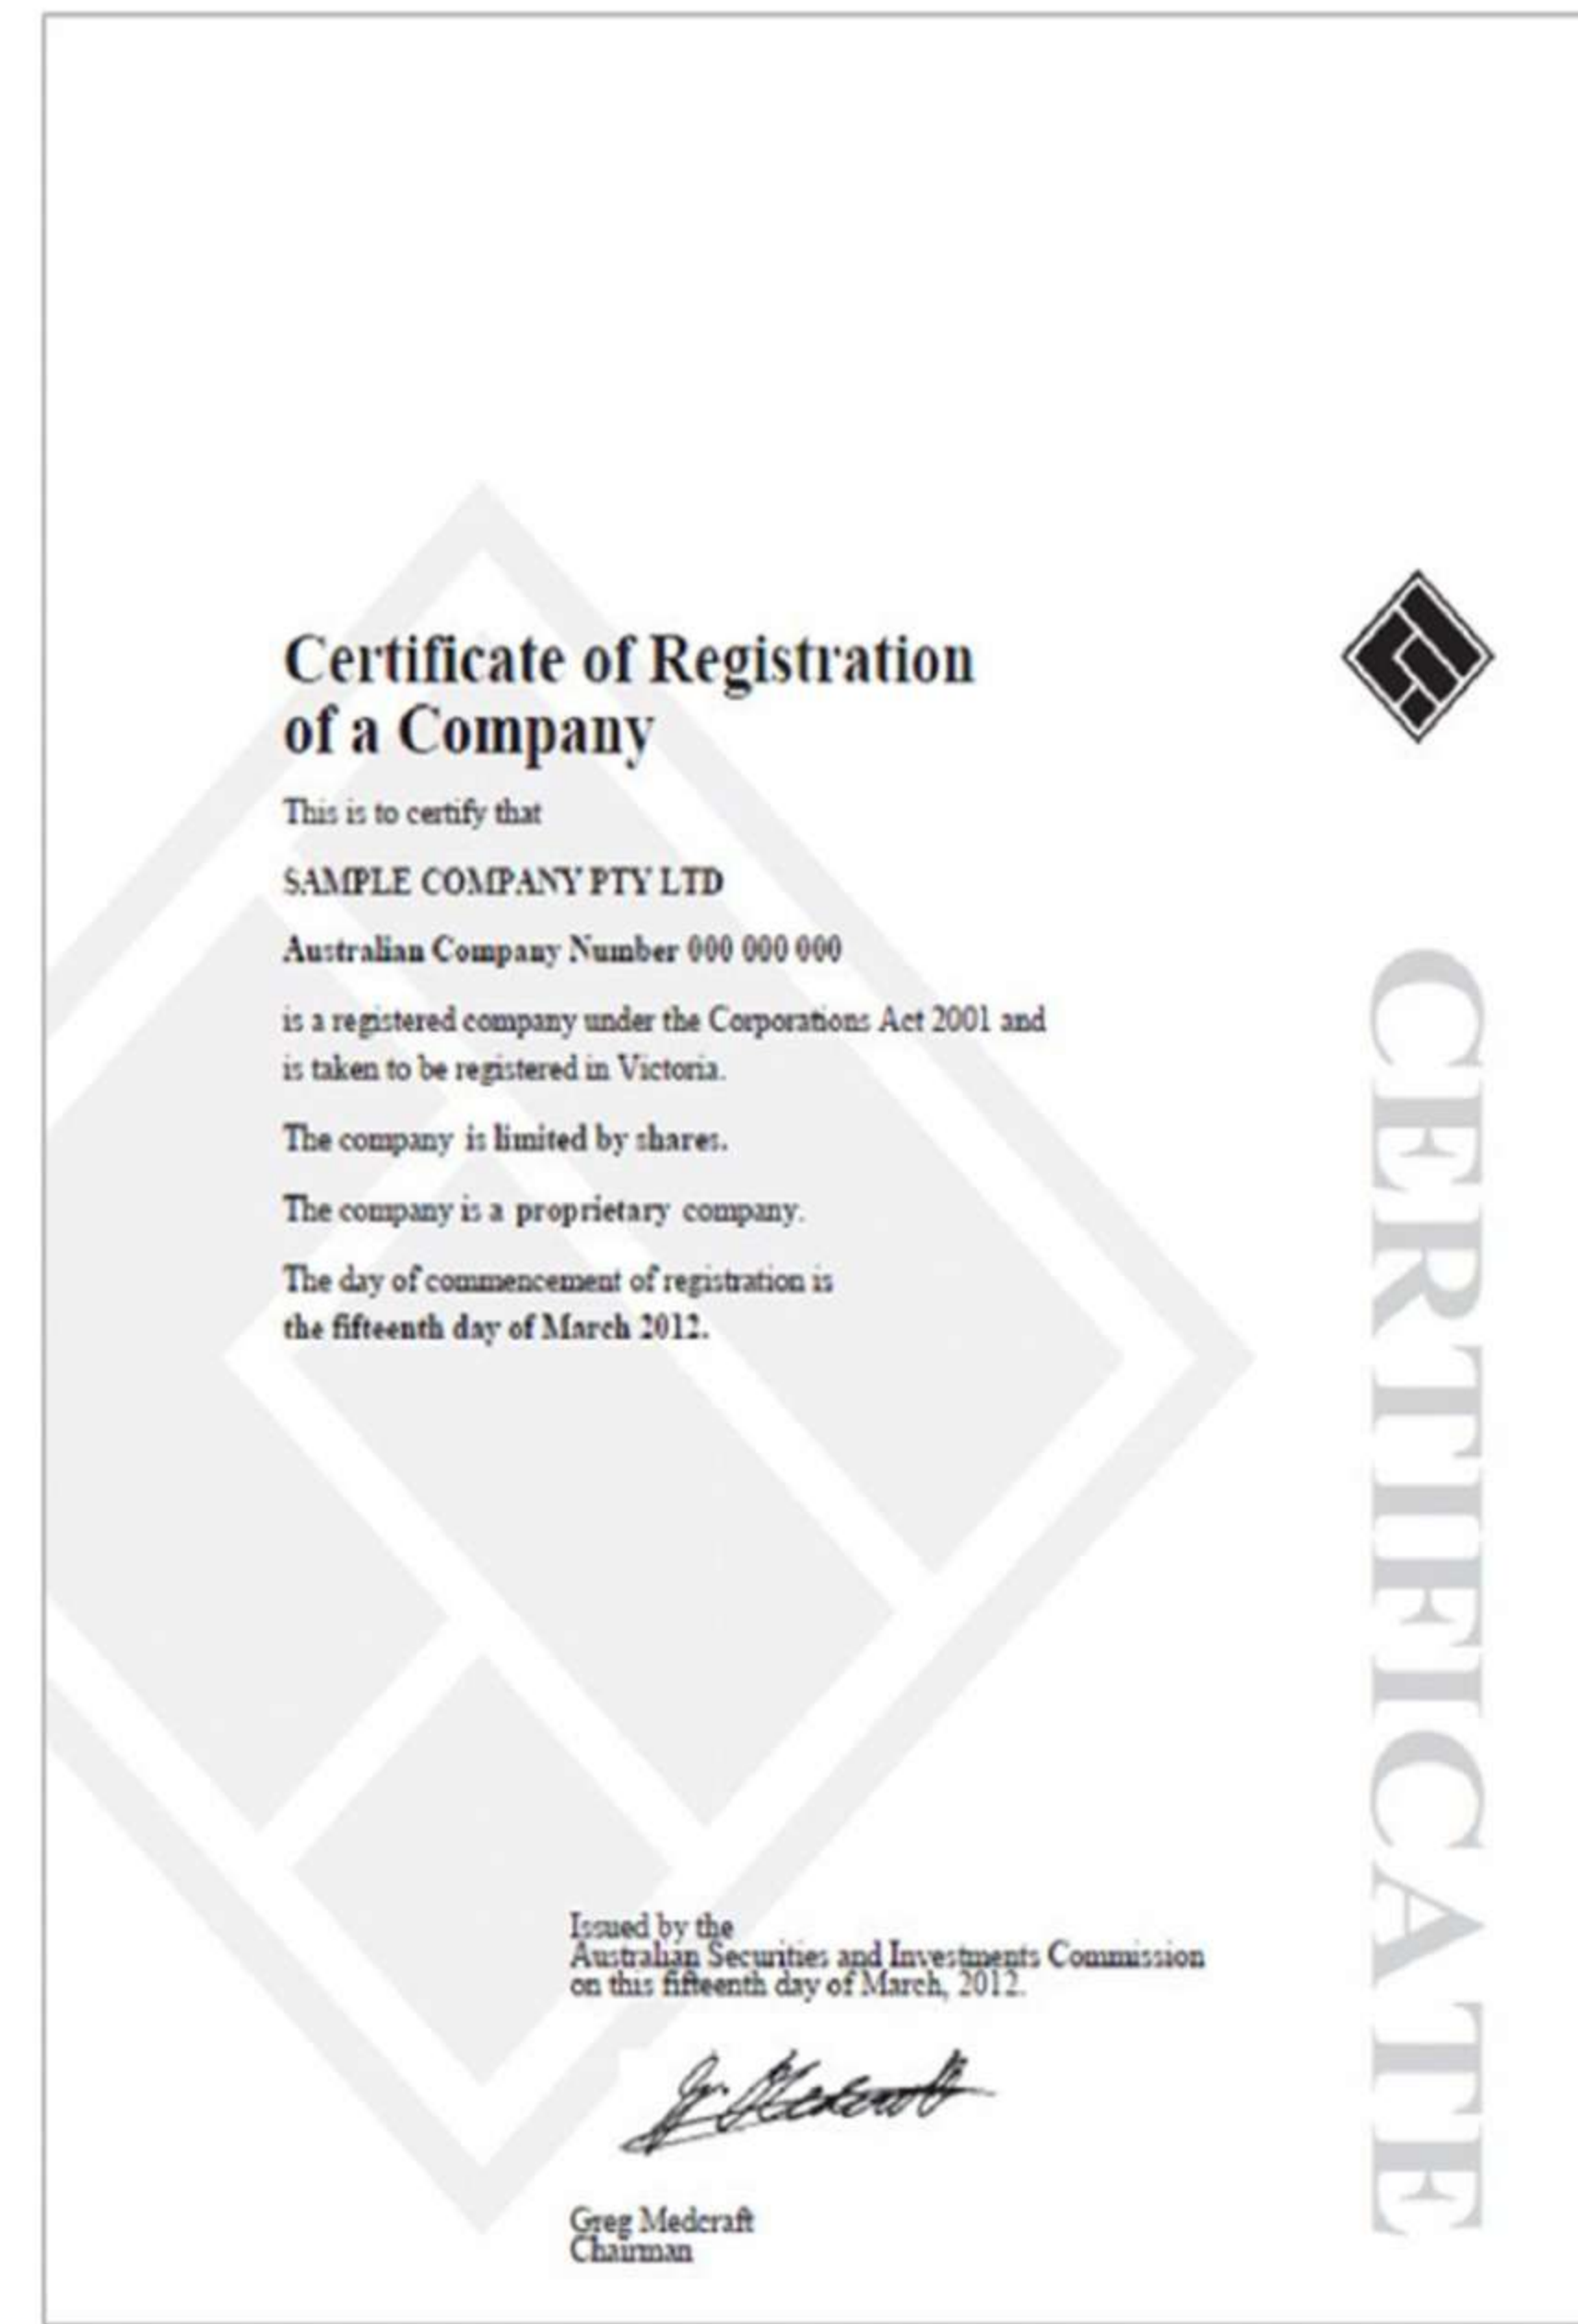 Certificate of Registration
of a Company
This is to certify that
SAMPLE COMPANY PTY LTD
Australian Company Number 000 000 000
is a registered company under the Corporations Act 2001 and
is taken to be registered in Victoria.
The company is limited by shares.
The company is a proprietary company.
The day of commencement of registration is
the fifteenth day of March 2012.
CERTIFICATE
Issued by the
Australian Securities and Investments Commission
on this fifteenth day of March, 2012.
G. Medcraft
Greg Medcraft
Chairman